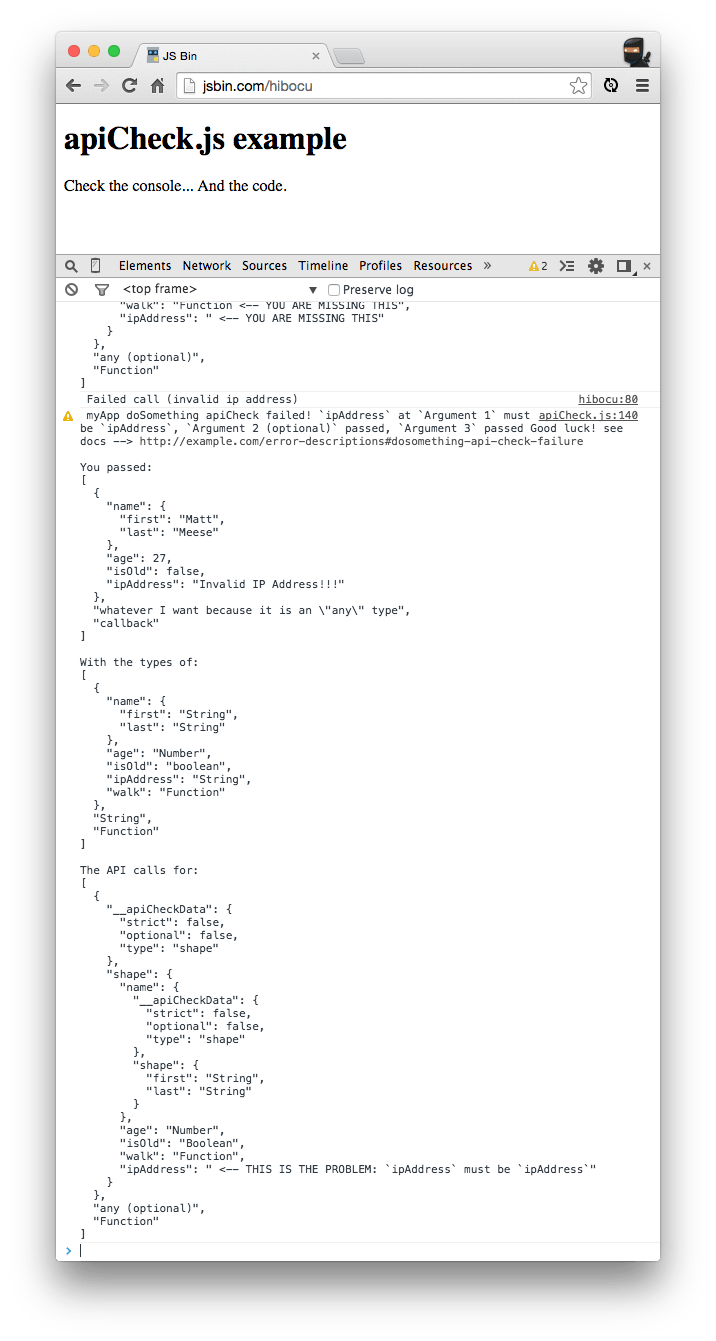 JS Bin
jsbin.com/hibocu
apiCheck.js example
Check the console... And the code.
Elements Network Sources Timeline Profiles Resources » 2
<top frame> Preserve log
"walk": "Function <-- YOU ARE MISSING THIS",
"ipAddress": " <-- YOU ARE MISSING THIS"
}
},
"any (optional)",
"Function"
]
Failed call (invalid ip address) hibocu:80
myApp doSomething apiCheck failed! `ipAddress` at `Argument 1` must apiCheck.js:140
be `ipAddress`, `Argument 2 (optional)` passed, `Argument 3` passed Good luck! see
docs --> http://example.com/error-descriptions#dosomething-api-check-failure
You passed:
[
{
"name": {
"first": "Matt",
"last": "Meese"
},
"age": 27,
"isOld": false,
"ipAddress": "Invalid IP Address!!!"
},
"whatever I want because it is an \"any\" type",
"callback"
]
With the types of:
[
{
"name": {
"first": "String",
"last": "String"
},
"age": "Number",
"isOld": "boolean",
"ipAddress": "String",
"walk": "Function"
},
"String",
"Function"
]
The API calls for:
[
{
"__apiCheckData": {
"strict": false,
"optional": false,
"type": "shape"
},
"shape": {
"name": {
"__apiCheckData": {
"strict": false,
"optional": false,
"type": "shape"
},
"shape": {
"first": "String",
"last": "String"
}
},
"age": "Number",
"isOld": "Boolean",
"walk": "Function",
"ipAddress": " <-- THIS IS THE PROBLEM: `ipAddress` must be `ipAddress`"
}
},
"any (optional)",
"Function"
]